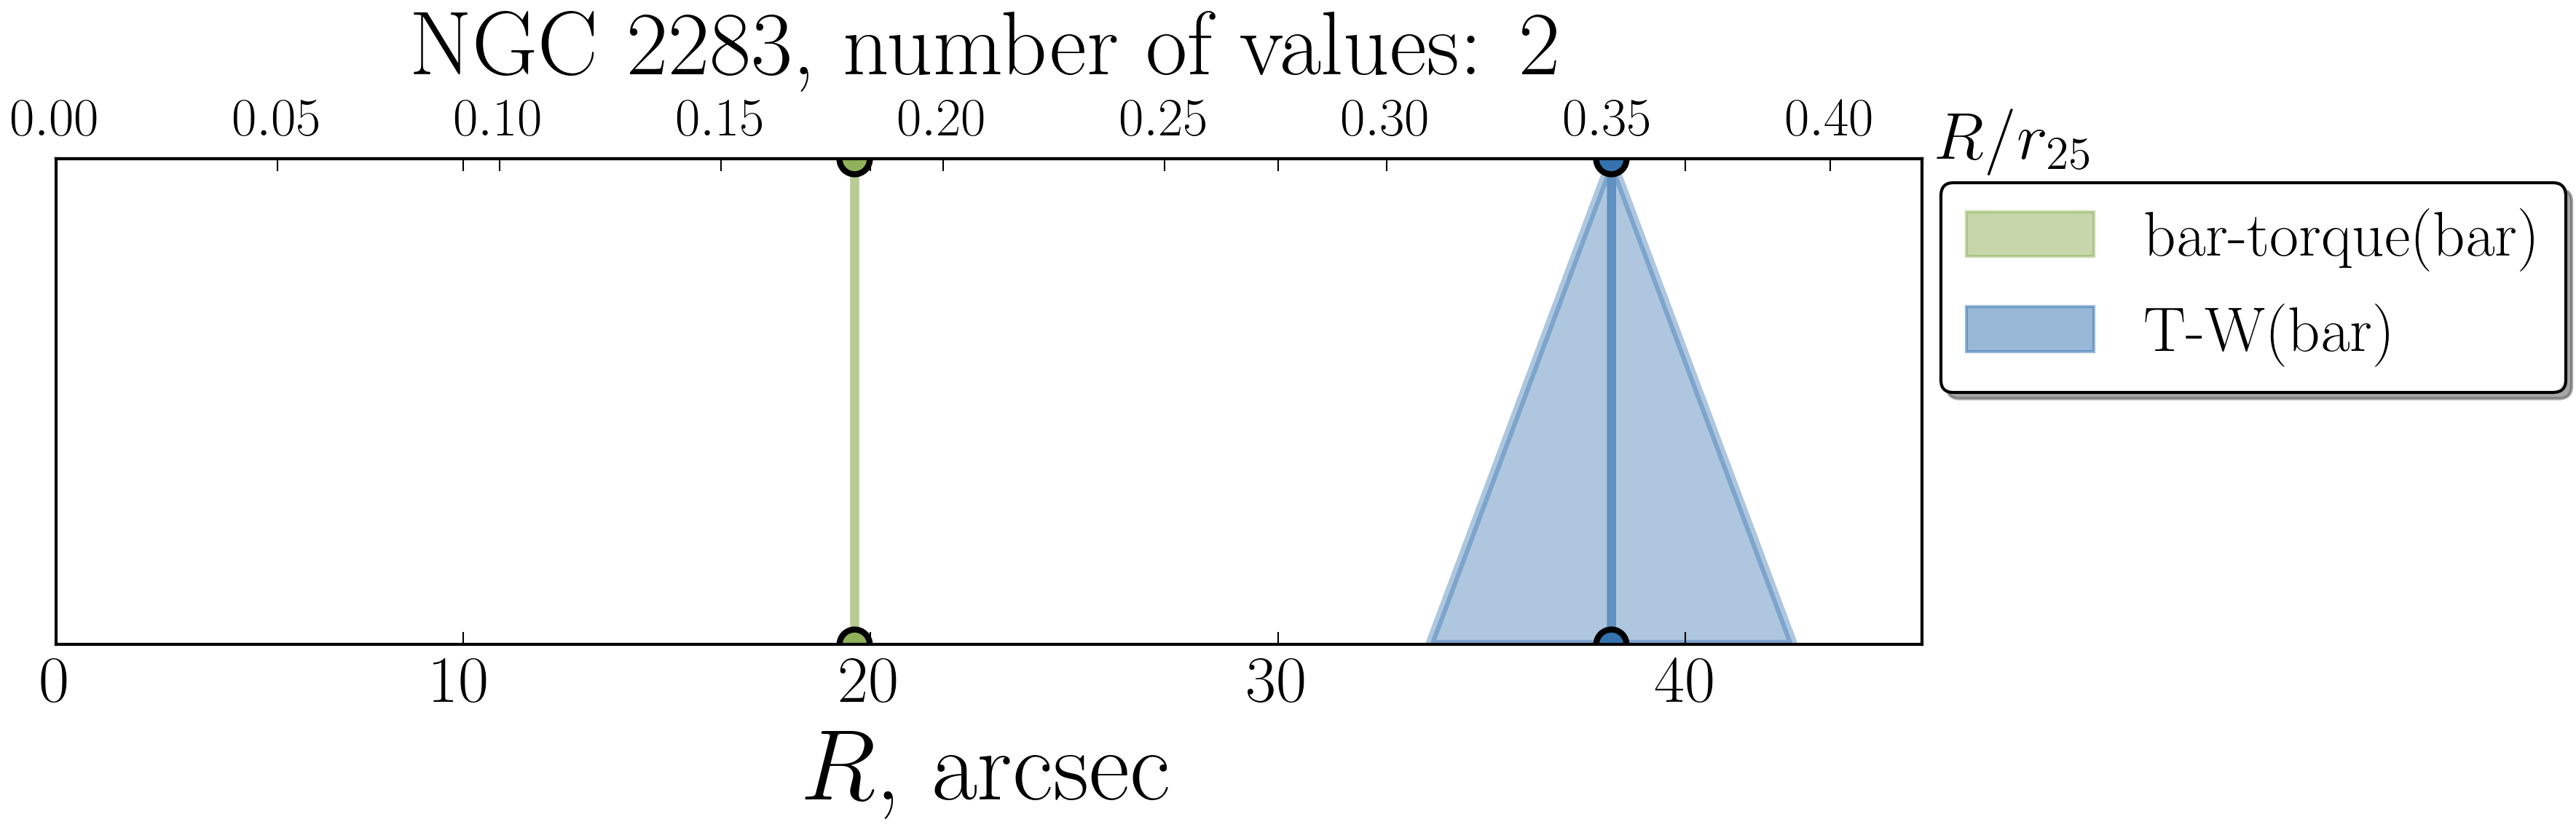 NGC 2283, number of values: 2
0.00 0.05 0.10 0.15 0.20 0.25 0.30 0.35 0.40
R/r25
bar-torque(bar)
T-W(bar)
0 10 20 30 40
R, arcsec